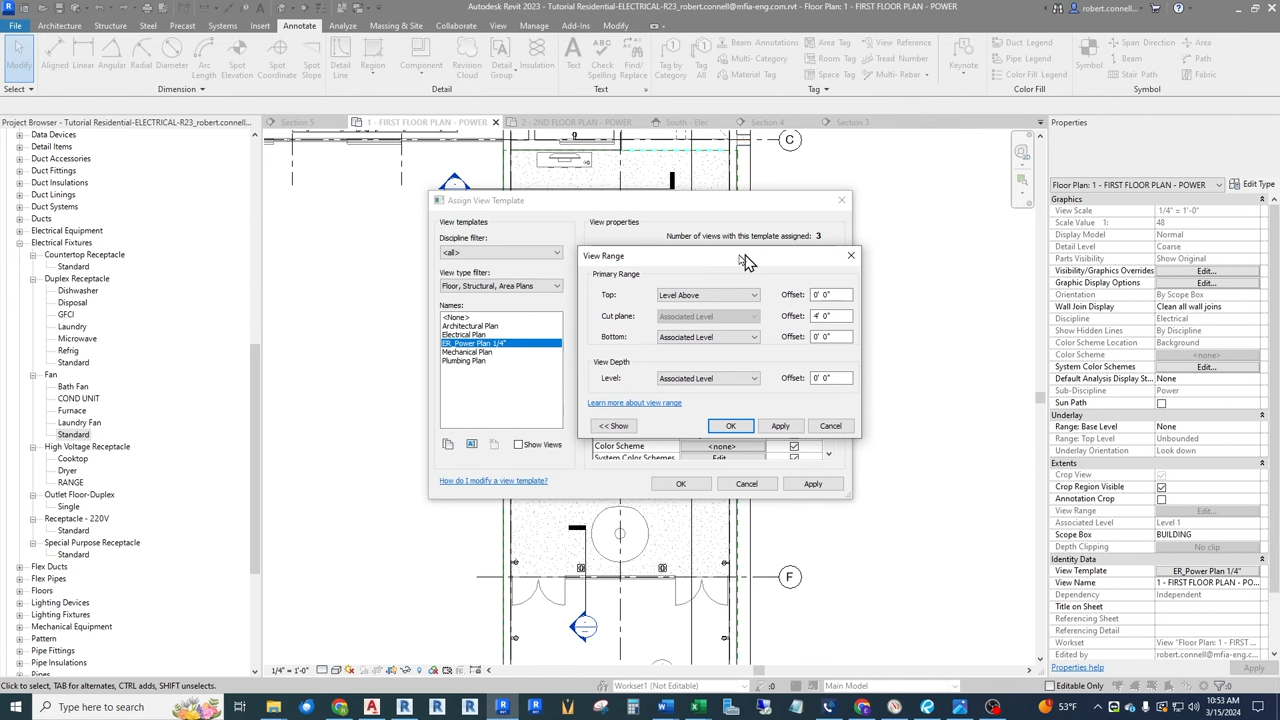 Autodesk Revit 2023 - Tutorial Residential-ELECTRICAL-R23_robert.connell@mfia-eng.com.rvt - Floor Plan: 1 - FIRST FLOOR PLAN - POWER
robert.connell...
File Architecture Structure Steel Precast Systems Insert Annotate Analyze Massing & Site Collaborate View Manage Add-Ins Modify
Modify Aligned Linear Angular Radial Diameter Arc Length Spot Elevation Spot Coordinate Spot Slope
Detail Line Region Component Revision Cloud Detail Group Insulation
Text Check Spelling Find/ Replace
Tag by Category Tag All
Beam Annotations Area Tag View Reference
Multi- Category Room Tag Tread Number
Material Tag Space Tag Multi- Rebar
Keynote
Duct Legend
Pipe Legend
Color Fill Legend
Symbol
Span Direction Area
Beam Path
Stair Path Fabric
Select Dimension Detail Text Tag Color Fill Symbol
Project Browser - Tutorial Residential-ELECTRICAL-R23_robert.connell...
Section 5
1 - FIRST FLOOR PLAN - POWER
2 - 2ND FLOOR PLAN - POWER
South - Elec
Section 4
Section 3
Data Devices
Detail Items
Duct Accessories
Duct Fittings
Duct Insulations
Duct Linings
Duct Systems
Ducts
Electrical Equipment
Electrical Fixtures
Countertop Receptacle
Standard
Duplex Receptacle
Dishwasher
Disposal
GFCI
Laundry
Microwave
Refrig
Standard
Fan
Bath Fan
COND UNIT
Furnace
Laundry Fan
Standard
High Voltage Receptacle
Cooktop
Dryer
RANGE
Outlet Floor-Duplex
Single
Receptacle - 220V
Standard
Special Purpose Receptacle
Standard
Flex Ducts
Flex Pipes
Floors
Lighting Devices
Lighting Fixtures
Mechanical Equipment
Pattern
Pipe Fittings
Pipe Insulations
Pipes
C
F
Assign View Template
View templates
Discipline filter:
<all>
View type filter:
Floor, Structural, Area Plans
Names:
<None>
Architectural Plan
Electrical Plan
ER_Power Plan 1/4"
Mechanical Plan
Plumbing Plan
Show Views
How do I modify a view template?
View properties
Number of views with this template assigned: 3
View Range
Primary Range
Top: Level Above Offset: 0' 0"
Cut plane: Associated Level Offset: 4' 0"
Bottom: Associated Level Offset: 0' 0"
View Depth
Level: Associated Level Offset: 0' 0"
Learn more about view range
<< Show OK Apply Cancel
Color Scheme <none>
System Color Schemes Edit...
OK Cancel Apply
Properties
Floor Plan: 1 - FIRST FLOOR PLAN - POWER Edit Type
Graphics
View Scale 1/4" = 1'-0"
Scale Value 1: 48
Display Model Normal
Detail Level Coarse
Parts Visibility Show Original
Visibility/Graphics Overrides Edit...
Graphic Display Options Edit...
Orientation By Scope Box
Wall Join Display Clean all wall joins
Discipline Electrical
Show Hidden Lines By Discipline
Color Scheme Location Background
Color Scheme <none>
System Color Schemes Edit...
Default Analysis Display St... None
Sub-Discipline Power
Sun Path
Underlay
Range: Base Level None
Range: Top Level Unbounded
Underlay Orientation Look down
Extents
Crop View
Crop Region Visible
Annotation Crop
View Range Edit...
Associated Level Level 1
Scope Box BUILDING
Depth Clipping No clip
Identity Data
View Template ER_Power Plan 1/4"
View Name 1 - FIRST FLOOR PLAN - PO...
Dependency Independent
Title on Sheet
Referencing Sheet
Referencing Detail
Workset View "Floor Plan: 1 - FIRST ...
Edited by robert.connell@mfia-eng.co...
Properties help Apply
1/4" = 1'-0"
Click to select, TAB for alternates, CTRL adds, SHIFT unselects.
Workset1 (Not Editable) :0 Main Model Editable Only :0
Type here to search
53°F
10:53 AM
3/15/2024